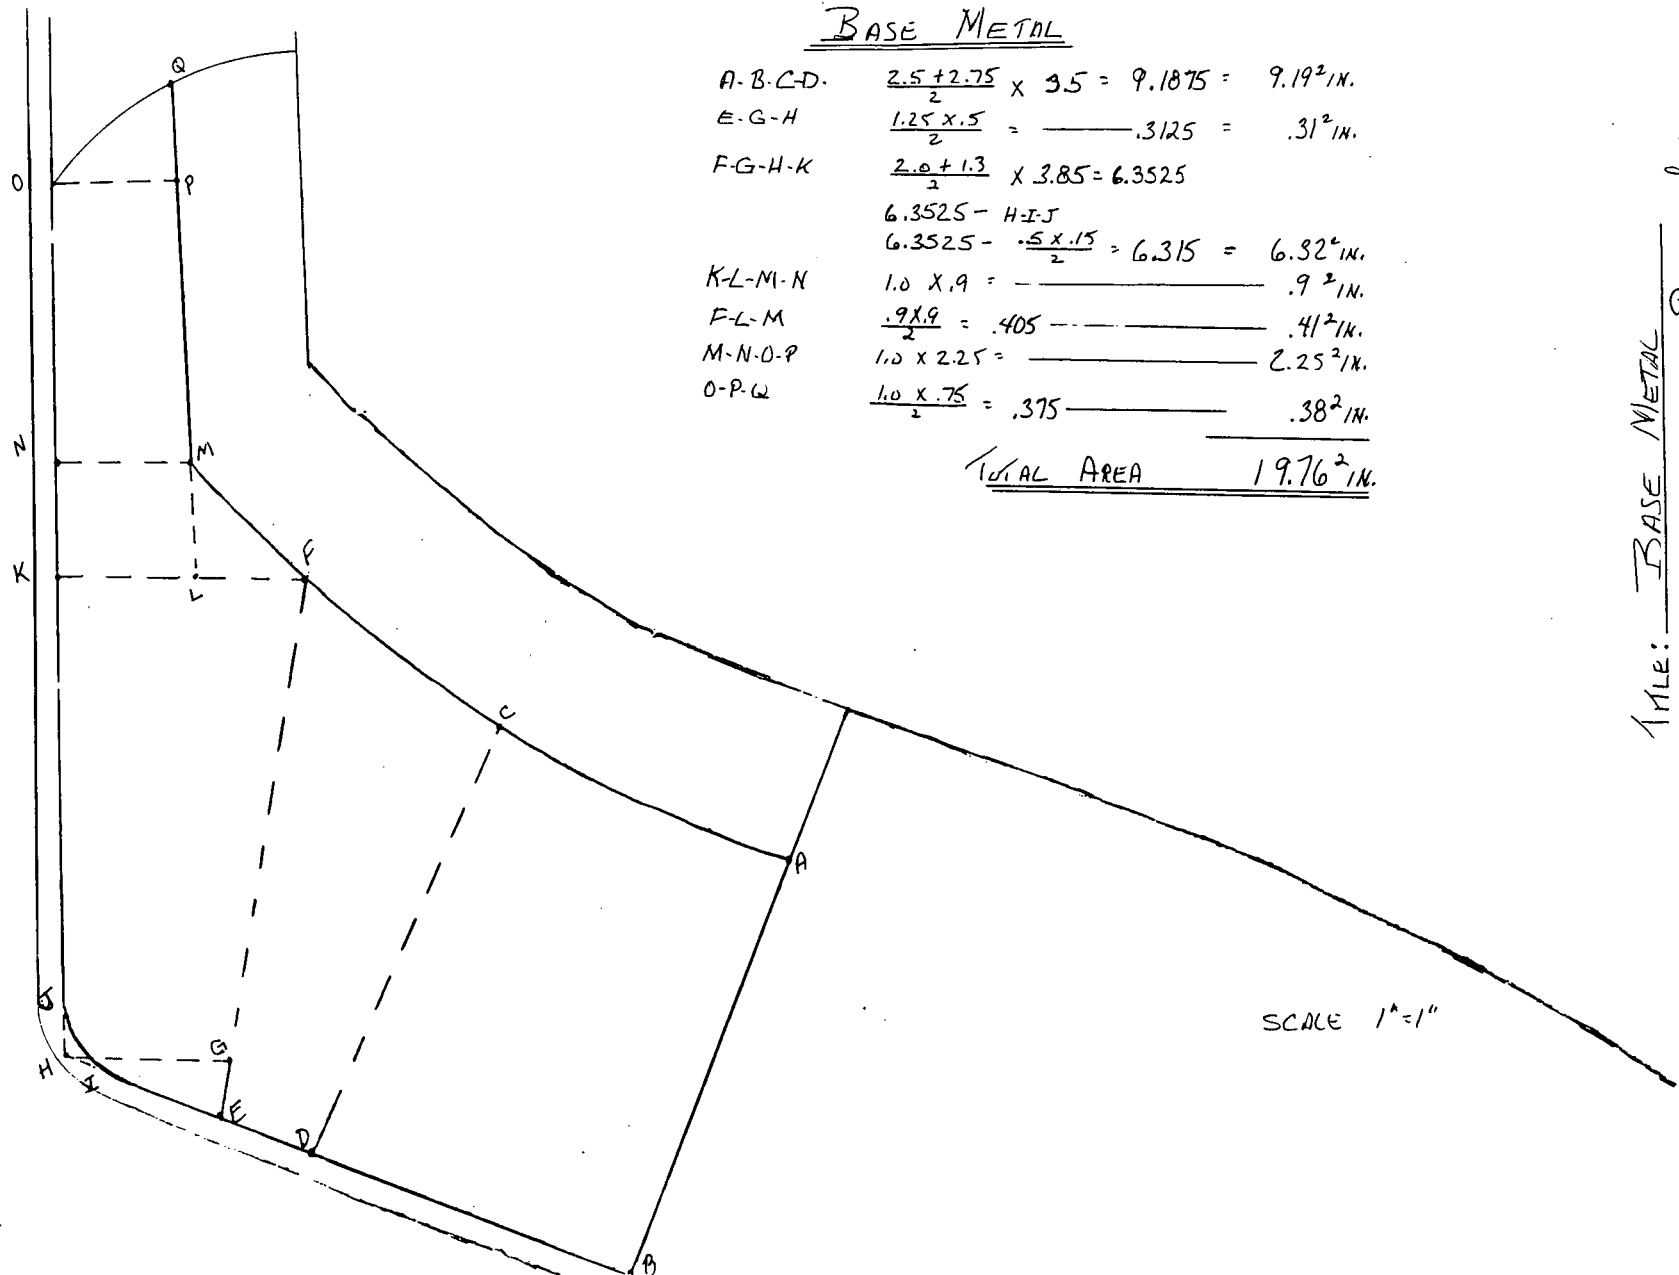 BASE METAL
A-B-C-D. 2.5+2.75/2 X 3.5 = 9.1875 = 9.19² IN.
E-G-H 1.25 X .5/2 = .3125 = .31² IN.
F-G-H-K 2.0+1.3/2 X 3.85 = 6.3525
6.3525 - H-I-J
6.3525 - .5 X .15/2 = 6.315 = 6.32² IN.
K-L-M-N 1.0 X .9 = .9² IN.
F-L-M .9X.9/2 = .405 .41² IN.
M-N-O-P 1.0 X 2.25 = 2.25² IN.
O-P-Q 1.0 X .75/2 = .375 .38² IN.
TOTAL AREA 19.76² IN.
Q
O
P
N
M
K
L
F
C
A
J
H
I
G
E
D
B
SCALE 1"=1"
TITLE: BASE METAL